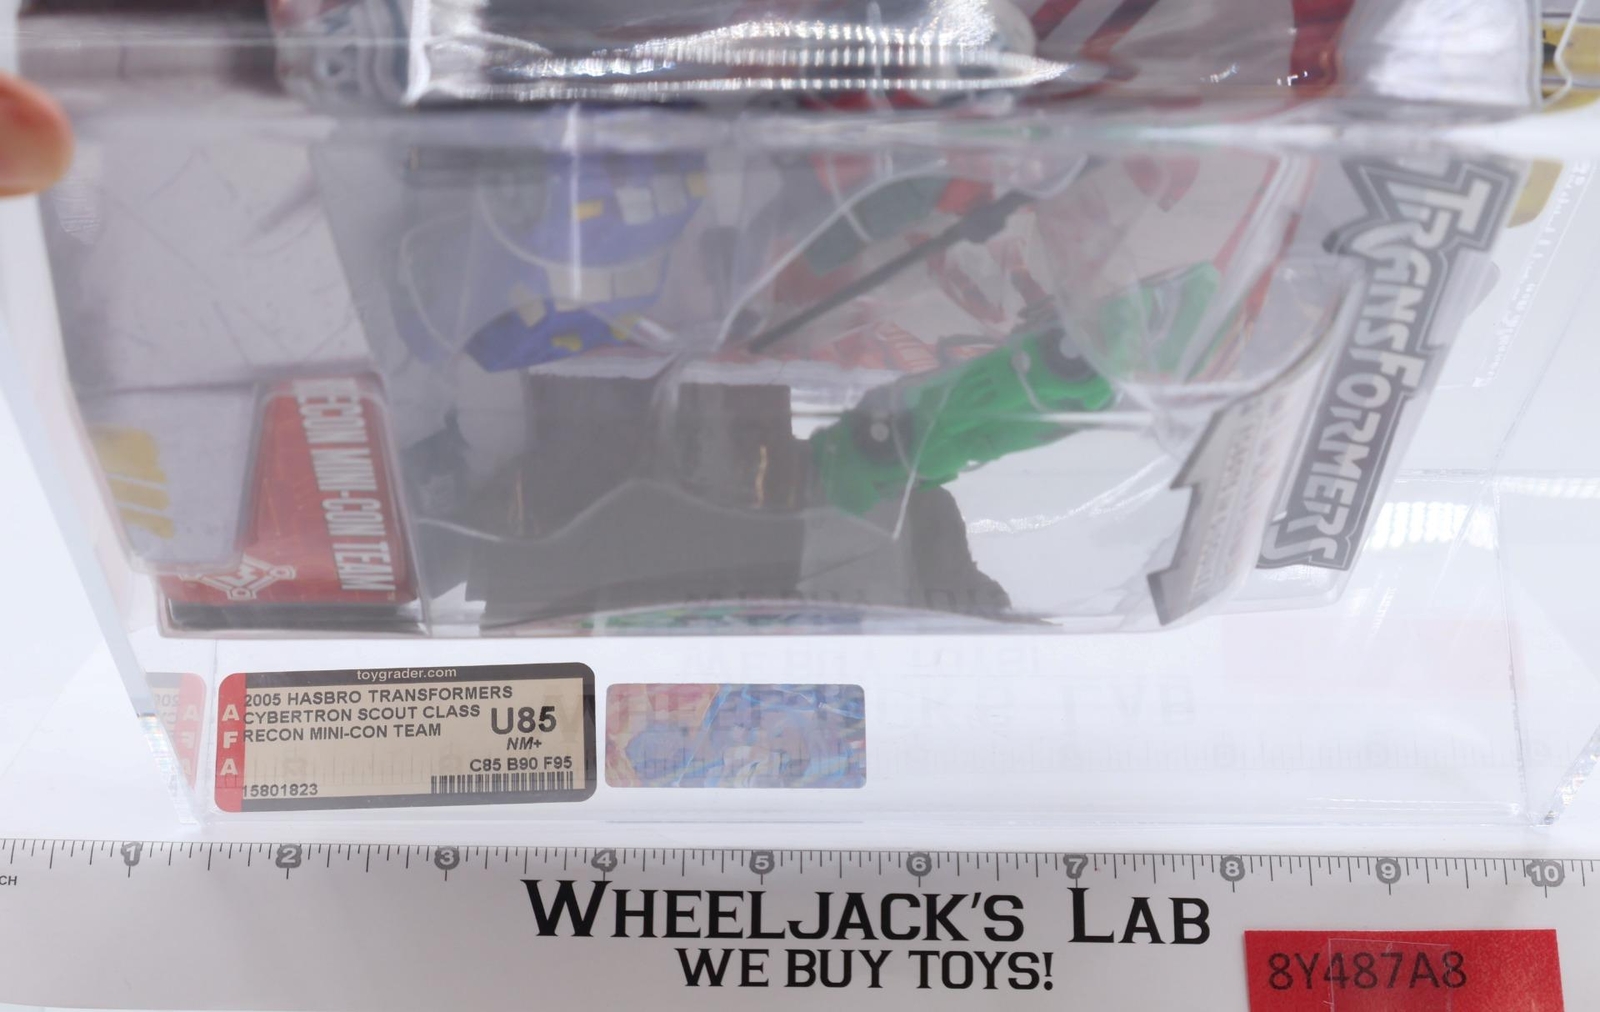 TRANSFORMERS
ECON MINI-CON TEAM
toygrader.com
AFA
2005 HASBRO TRANSFORMERS
CYBERTRON SCOUT CLASS
RECON MINI-CON TEAM
U85
NM+
C85 B90 F95
15801823
1 2 3 4 5 6 7 8 9 10
CH
WHEELJACK'S LAB
WE BUY TOYS!
8Y487A8